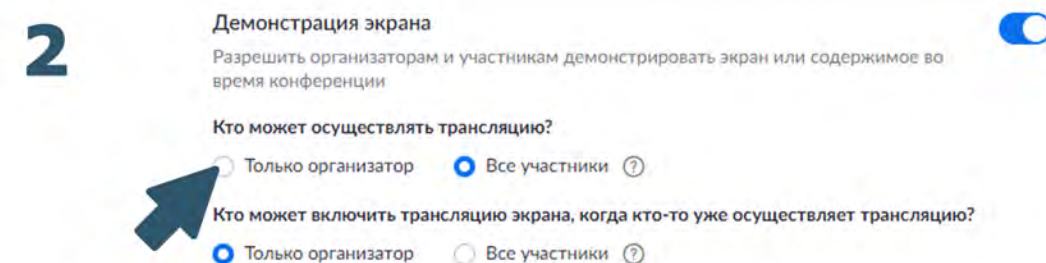 2
Демонстрация экрана
Разрешить организаторам и участникам демонстрировать экран или содержимое во
время конференции
Кто может осуществлять трансляцию?
Только организатор Все участники ?
Кто может включить трансляцию экрана, когда кто-то уже осуществляет трансляцию?
Только организатор Все участники ?